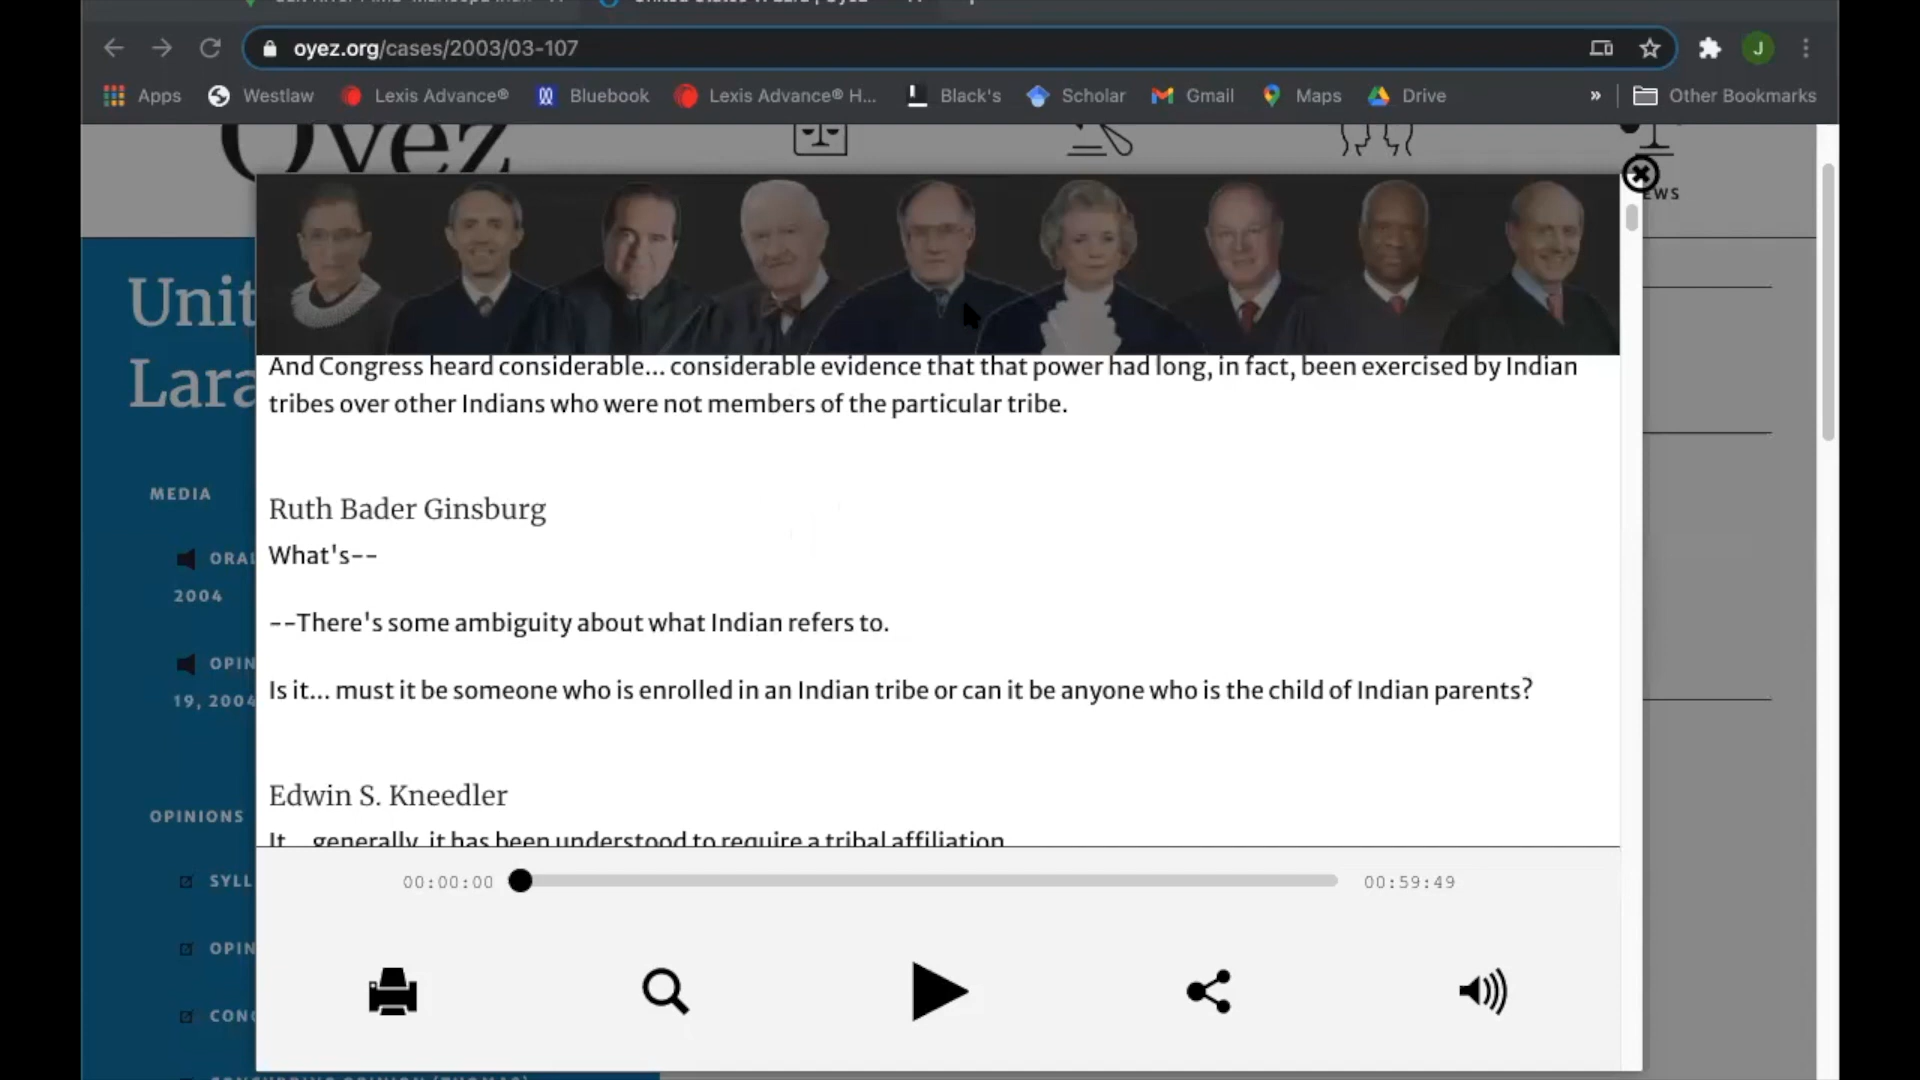 oyez.org/cases/2003/03-107
J
Apps Westlaw Lexis Advance® Bluebook Lexis Advance® H... Black's Scholar Gmail Maps Drive » Other Bookmarks
Oyez
EWS
Unit
Lara
And Congress heard considerable... considerable evidence that that power had long, in fact, been exercised by Indian
tribes over other Indians who were not members of the particular tribe.
MEDIA
Ruth Bader Ginsburg
What's--
ORAL
2004
--There's some ambiguity about what Indian refers to.
OPIN
19, 2004
Is it... must it be someone who is enrolled in an Indian tribe or can it be anyone who is the child of Indian parents?
Edwin S. Kneedler
OPINIONS
It... generally, it has been understood to require a tribal affiliation
SYLL
00:00:00 00:59:49
OPIN
CONC